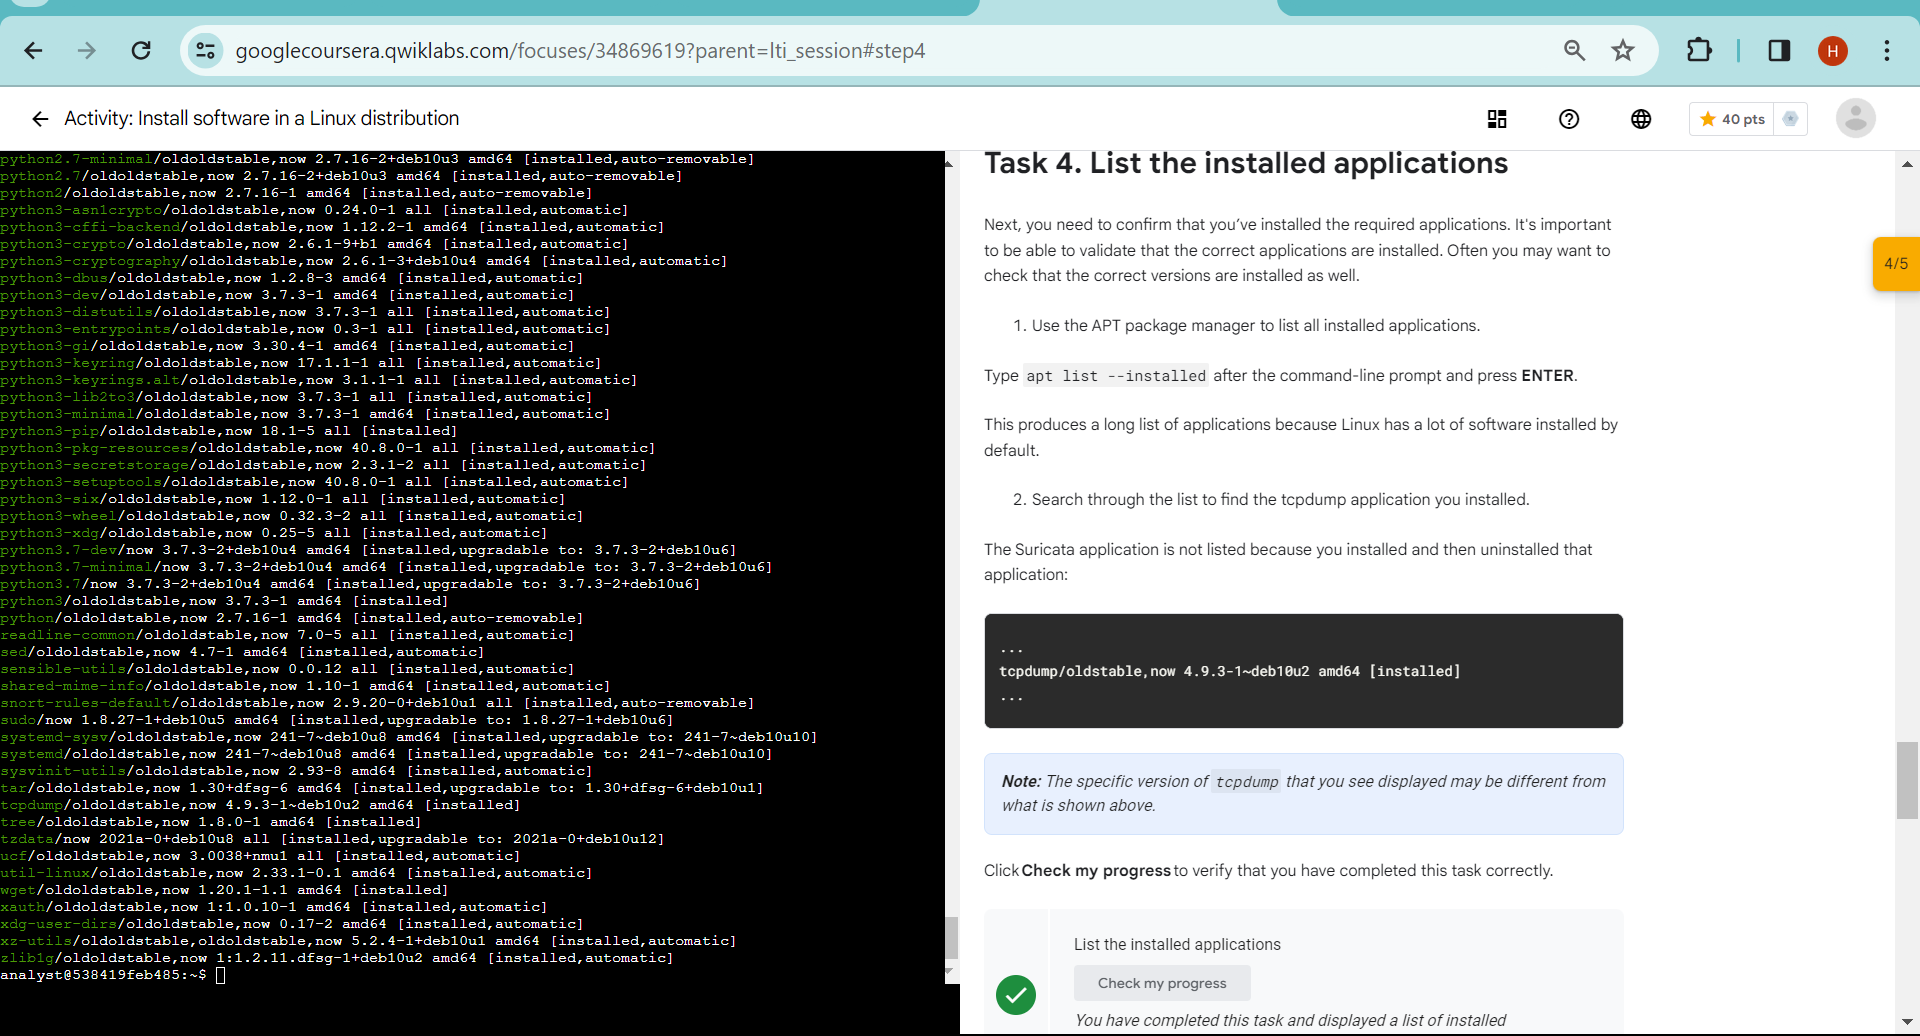 googlecoursera.qwiklabs.com/focuses/34869619?parent=lti_session#step4
H
Activity: Install software in a Linux distribution
40 pts
python2.7-minimal/oldoldstable,now 2.7.16-2+deb10u3 amd64 [installed,auto-removable]
python2.7/oldoldstable,now 2.7.16-2+deb10u3 amd64 [installed,auto-removable]
python2/oldoldstable,now 2.7.16-1 amd64 [installed,auto-removable]
python3-asn1crypto/oldoldstable,now 0.24.0-1 all [installed,automatic]
python3-cffi-backend/oldoldstable,now 1.12.2-1 amd64 [installed,automatic]
python3-crypto/oldoldstable,now 2.6.1-9+b1 amd64 [installed,automatic]
python3-cryptography/oldoldstable,now 2.6.1-3+deb10u4 amd64 [installed,automatic]
python3-dbus/oldoldstable,now 1.2.8-3 amd64 [installed,automatic]
python3-dev/oldoldstable,now 3.7.3-1 amd64 [installed,automatic]
python3-distutils/oldoldstable,now 3.7.3-1 all [installed,automatic]
python3-entrypoints/oldoldstable,now 0.3-1 all [installed,automatic]
python3-gi/oldoldstable,now 3.30.4-1 amd64 [installed,automatic]
python3-keyring/oldoldstable,now 17.1.1-1 all [installed,automatic]
python3-keyrings.alt/oldoldstable,now 3.1.1-1 all [installed,automatic]
python3-lib2to3/oldoldstable,now 3.7.3-1 all [installed,automatic]
python3-minimal/oldoldstable,now 3.7.3-1 amd64 [installed,automatic]
python3-pip/oldoldstable,now 18.1-5 all [installed]
python3-pkg-resources/oldoldstable,now 40.8.0-1 all [installed,automatic]
python3-secretstorage/oldoldstable,now 2.3.1-2 all [installed,automatic]
python3-setuptools/oldoldstable,now 40.8.0-1 all [installed,automatic]
python3-six/oldoldstable,now 1.12.0-1 all [installed,automatic]
python3-wheel/oldoldstable,now 0.32.3-2 all [installed,automatic]
python3-xdg/oldoldstable,now 0.25-5 all [installed,automatic]
python3.7-dev/now 3.7.3-2+deb10u4 amd64 [installed,upgradable to: 3.7.3-2+deb10u6]
python3.7-minimal/now 3.7.3-2+deb10u4 amd64 [installed,upgradable to: 3.7.3-2+deb10u6]
python3.7/now 3.7.3-2+deb10u4 amd64 [installed,upgradable to: 3.7.3-2+deb10u6]
python3/oldoldstable,now 3.7.3-1 amd64 [installed]
python/oldoldstable,now 2.7.16-1 amd64 [installed,auto-removable]
readline-common/oldoldstable,now 7.0-5 all [installed,automatic]
sed/oldoldstable,now 4.7-1 amd64 [installed,automatic]
sensible-utils/oldoldstable,now 0.0.12 all [installed,automatic]
shared-mime-info/oldoldstable,now 1.10-1 amd64 [installed,automatic]
snort-rules-default/oldoldstable,now 2.9.20-0+deb10u1 all [installed,auto-removable]
sudo/now 1.8.27-1+deb10u5 amd64 [installed,upgradable to: 1.8.27-1+deb10u6]
systemd-sysv/oldoldstable,now 241-7~deb10u8 amd64 [installed,upgradable to: 241-7~deb10u10]
systemd/oldoldstable,now 241-7~deb10u8 amd64 [installed,upgradable to: 241-7~deb10u10]
sysvinit-utils/oldoldstable,now 2.93-8 amd64 [installed,automatic]
tar/oldoldstable,now 1.30+dfsg-6 amd64 [installed,upgradable to: 1.30+dfsg-6+deb10u1]
tcpdump/oldoldstable,now 4.9.3-1~deb10u2 amd64 [installed]
tree/oldoldstable,now 1.8.0-1 amd64 [installed]
tzdata/now 2021a-0+deb10u8 all [installed,upgradable to: 2021a-0+deb10u12]
ucf/oldoldstable,now 3.0038+nmu1 all [installed,automatic]
util-linux/oldoldstable,now 2.33.1-0.1 amd64 [installed,automatic]
wget/oldoldstable,now 1.20.1-1.1 amd64 [installed]
xauth/oldoldstable,now 1:1.0.10-1 amd64 [installed,automatic]
xdg-user-dirs/oldoldstable,now 0.17-2 amd64 [installed,automatic]
xz-utils/oldoldstable,oldoldstable,now 5.2.4-1+deb10u1 amd64 [installed,automatic]
zlib1g/oldoldstable,now 1:1.2.11.dfsg-1+deb10u2 amd64 [installed,automatic]
analyst@538419feb485:~$
Task 4. List the installed applications
Next, you need to confirm that you’ve installed the required applications. It's important
to be able to validate that the correct applications are installed. Often you may want to
check that the correct versions are installed as well.
1. Use the APT package manager to list all installed applications.
Type apt list --installed after the command-line prompt and press ENTER.
This produces a long list of applications because Linux has a lot of software installed by
default.
2. Search through the list to find the tcpdump application you installed.
The Suricata application is not listed because you installed and then uninstalled that
application:
...
tcpdump/oldstable,now 4.9.3-1~deb10u2 amd64 [installed]
...
Note: The specific version of tcpdump that you see displayed may be different from
what is shown above.
Click Check my progress to verify that you have completed this task correctly.
List the installed applications
Check my progress
You have completed this task and displayed a list of installed
4/5